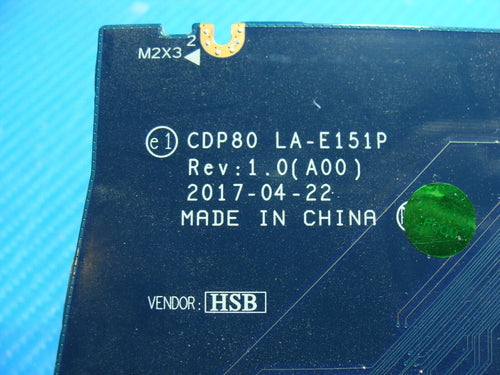 2
M2X3
e1 CDP80 LA-E151P
Rev:1.0(A00)
2017-04-22
MADE IN CHINA
VENDOR: HSB